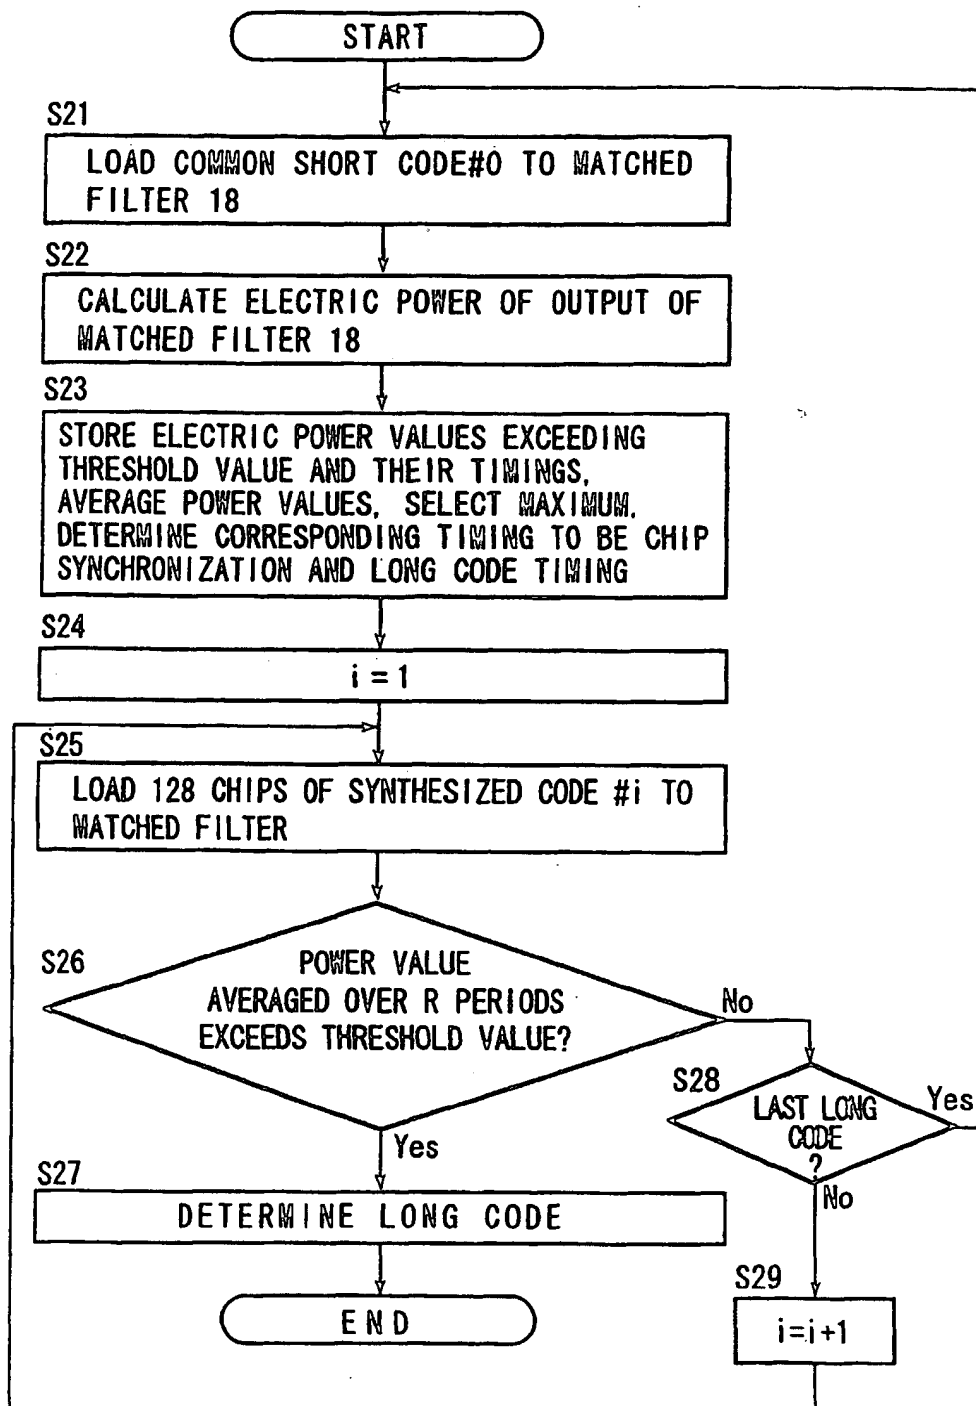 START
S21
LOAD COMMON SHORT CODE#0 TO MATCHED
FILTER 18
S22
CALCULATE ELECTRIC POWER OF OUTPUT OF
MATCHED FILTER 18
S23
STORE ELECTRIC POWER VALUES EXCEEDING
THRESHOLD VALUE AND THEIR TIMINGS,
AVERAGE POWER VALUES, SELECT MAXIMUM.
DETERMINE CORRESPONDING TIMING TO BE CHIP
SYNCHRONIZATION AND LONG CODE TIMING
S24
i = 1
S25
LOAD 128 CHIPS OF SYNTHESIZED CODE #i TO
MATCHED FILTER
S26
POWER VALUE
AVERAGED OVER R PERIODS
EXCEEDS THRESHOLD VALUE?
No
S28
LAST LONG
CODE
?
Yes
No
Yes
S27
DETERMINE LONG CODE
S29
i=i+1
END